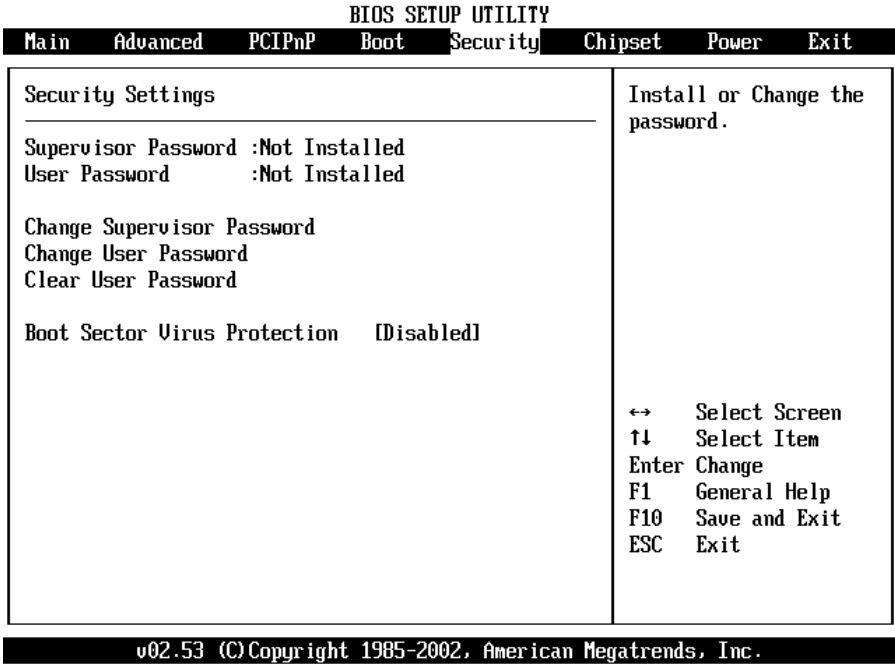 BIOS SETUP UTILITY
Main Advanced PCIPnP Boot Security Chipset Power Exit
Security Settings
Supervisor Password :Not Installed
User Password :Not Installed
Change Supervisor Password
Change User Password
Clear User Password
Boot Sector Virus Protection [Disabled]
Install or Change the
password.
↔ Select Screen
↑↓ Select Item
Enter Change
F1 General Help
F10 Save and Exit
ESC Exit
v02.53 (C)Copyright 1985-2002, American Megatrends, Inc.